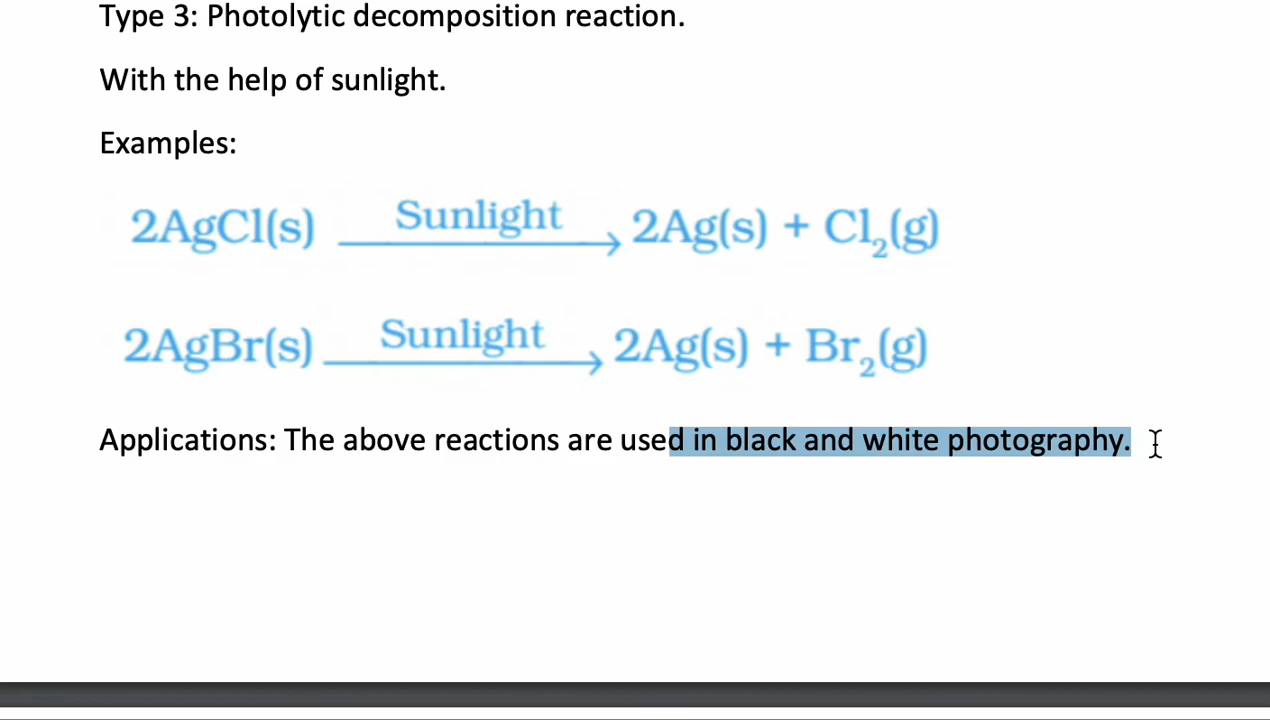 Type 3: Photolytic decomposition reaction.
With the help of sunlight.
Examples:
2AgCl(s) Sunlight → 2Ag(s) + Cl₂(g)
2AgBr(s) Sunlight → 2Ag(s) + Br₂(g)
Applications: The above reactions are used in black and white photography.